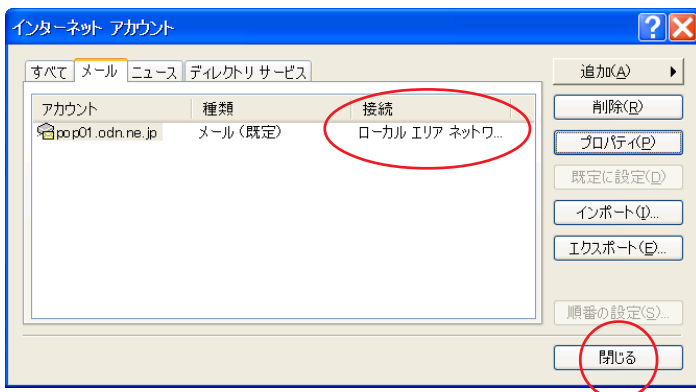 インターネット アカウント
すべて メール ニュース ディレクトリ サービス
追加(A)
アカウント 種類 接続
削除(R)
pop01.odn.ne.jp メール (既定) ローカル エリア ネットワ...
プロパティ(P)
既定に設定(D)
インポート(I)...
エクスポート(E)...
順番の設定(S)...
閉じる